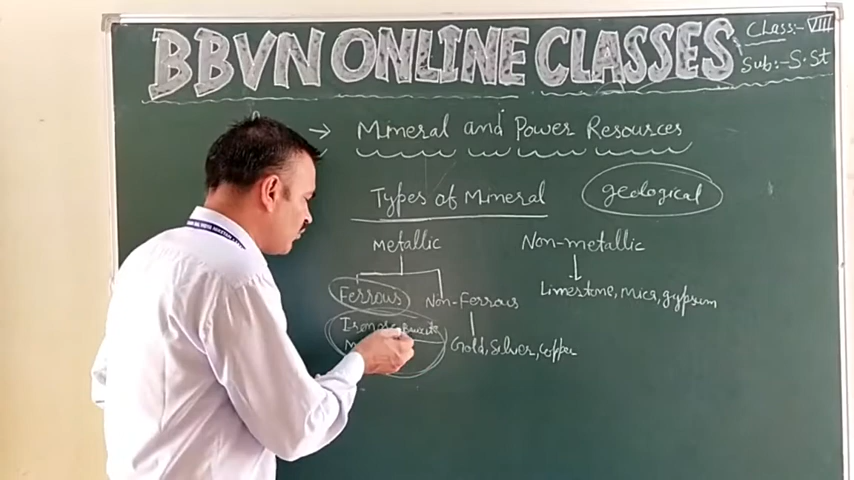 BBVN ONLINE CLASSES
Class:- VIII
Sub:- S.St
→ Mineral and Power Resources
Types of Mineral
geological
Metallic
Non-metallic
Ferrous
Non-Ferrous
Limestone, Mica, gypsum
Iron ore
Gold, Silver, Copper